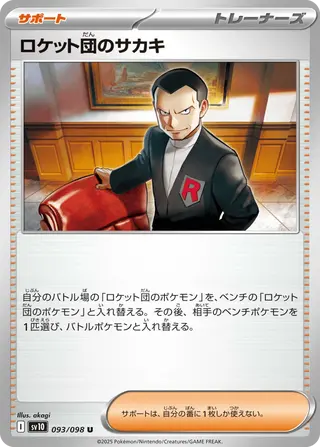 サポート
トレーナーズ
ロケット団のサカキ
だん
R
自分のバトル場の「ロケット団のポケモン」を、ベンチの「ロケット
団のポケモン」と入れ替える。その後、相手のベンチポケモンを
1匹選び、バトルポケモンと入れ替える。
Illus. akagi
I sv10 093/098 U
サポートは、自分の番に1枚しか使えない。
©2025 Pokémon/Nintendo/Creatures/GAME FREAK.